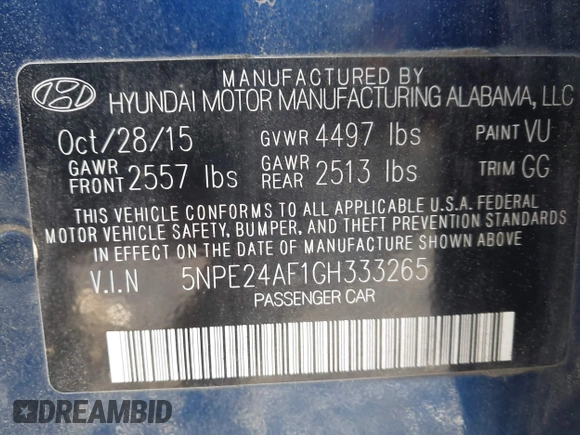 MANUFACTURED BY
HYUNDAI MOTOR MANUFACTURING ALABAMA, LLC
Oct/28/15 GVWR 4497 lbs PAINT VU
GAWR FRONT 2557 lbs GAWR REAR 2513 lbs TRIM GG
THIS VEHICLE CONFORMS TO ALL APPLICABLE U.S.A. FEDERAL
MOTOR VEHICLE SAFETY, BUMPER, AND THEFT PREVENTION STANDARDS
IN EFFECT ON THE DATE OF MANUFACTURE SHOWN ABOVE.
V.I.N 5NPE24AF1GH333265
PASSENGER CAR
DREAMBID